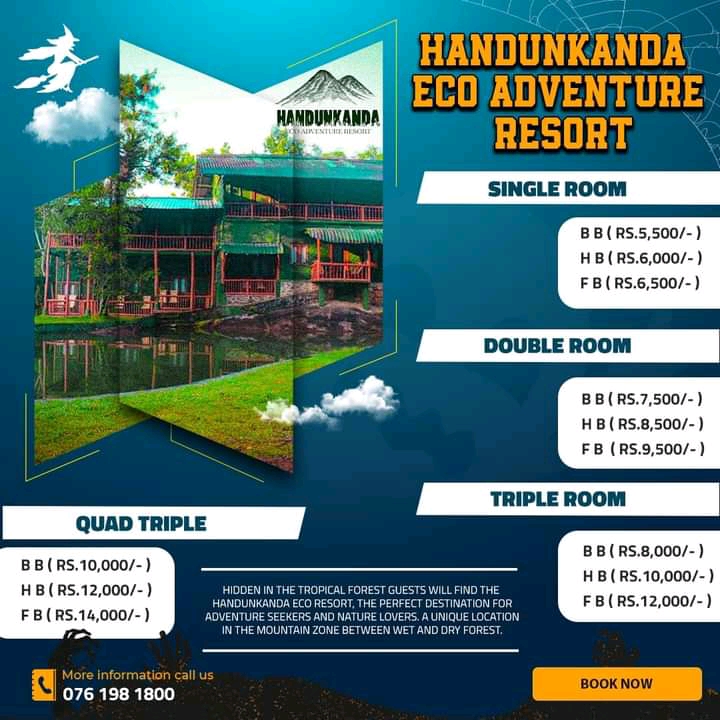 HANDUNKANDA
ECO ADVENTURE
RESORT
HANDUNKANDA
ECO ADVENTURE RESORT
SINGLE ROOM
B B ( RS.5,500/- )
H B ( RS.6,000/- )
F B ( RS.6,500/- )
DOUBLE ROOM
B B ( RS.7,500/- )
H B ( RS.8,500/- )
F B ( RS.9,500/- )
TRIPLE ROOM
B B ( RS.8,000/- )
H B ( RS.10,000/- )
F B ( RS.12,000/- )
QUAD TRIPLE
B B ( RS.10,000/- )
H B ( RS.12,000/- )
F B ( RS.14,000/- )
HIDDEN IN THE TROPICAL FOREST GUESTS WILL FIND THE
HANDUNKANDA ECO RESORT, THE PERFECT DESTINATION FOR
ADVENTURE SEEKERS AND NATURE LOVERS. A UNIQUE LOCATION
IN THE MOUNTAIN ZONE BETWEEN WET AND DRY FOREST.
More information call us
076 198 1800
BOOK NOW